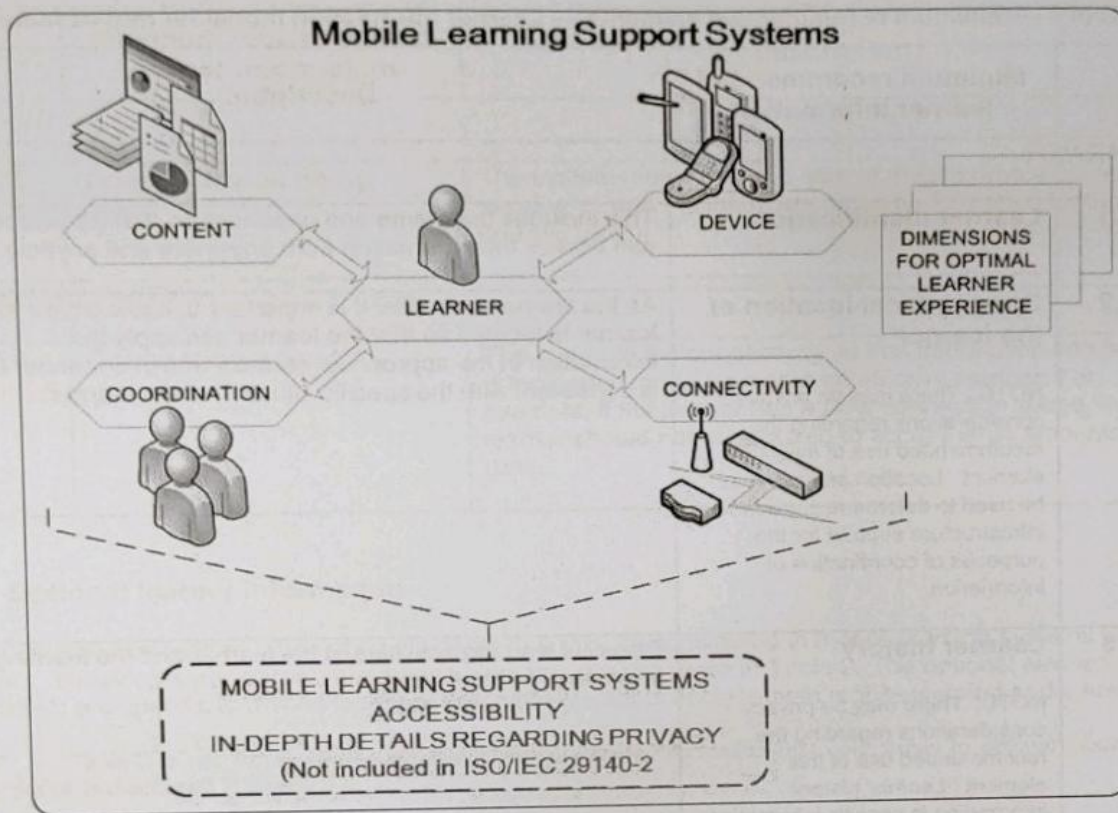 Mobile Learning Support Systems
CONTENT
DEVICE
LEARNER
DIMENSIONS
FOR OPTIMAL
LEARNER
EXPERIENCE
COORDINATION
CONNECTIVITY
MOBILE LEARNING SUPPORT SYSTEMS
ACCESSIBILITY
IN-DEPTH DETAILS REGARDING PRIVACY
(Not included in ISO/IEC 29140-2